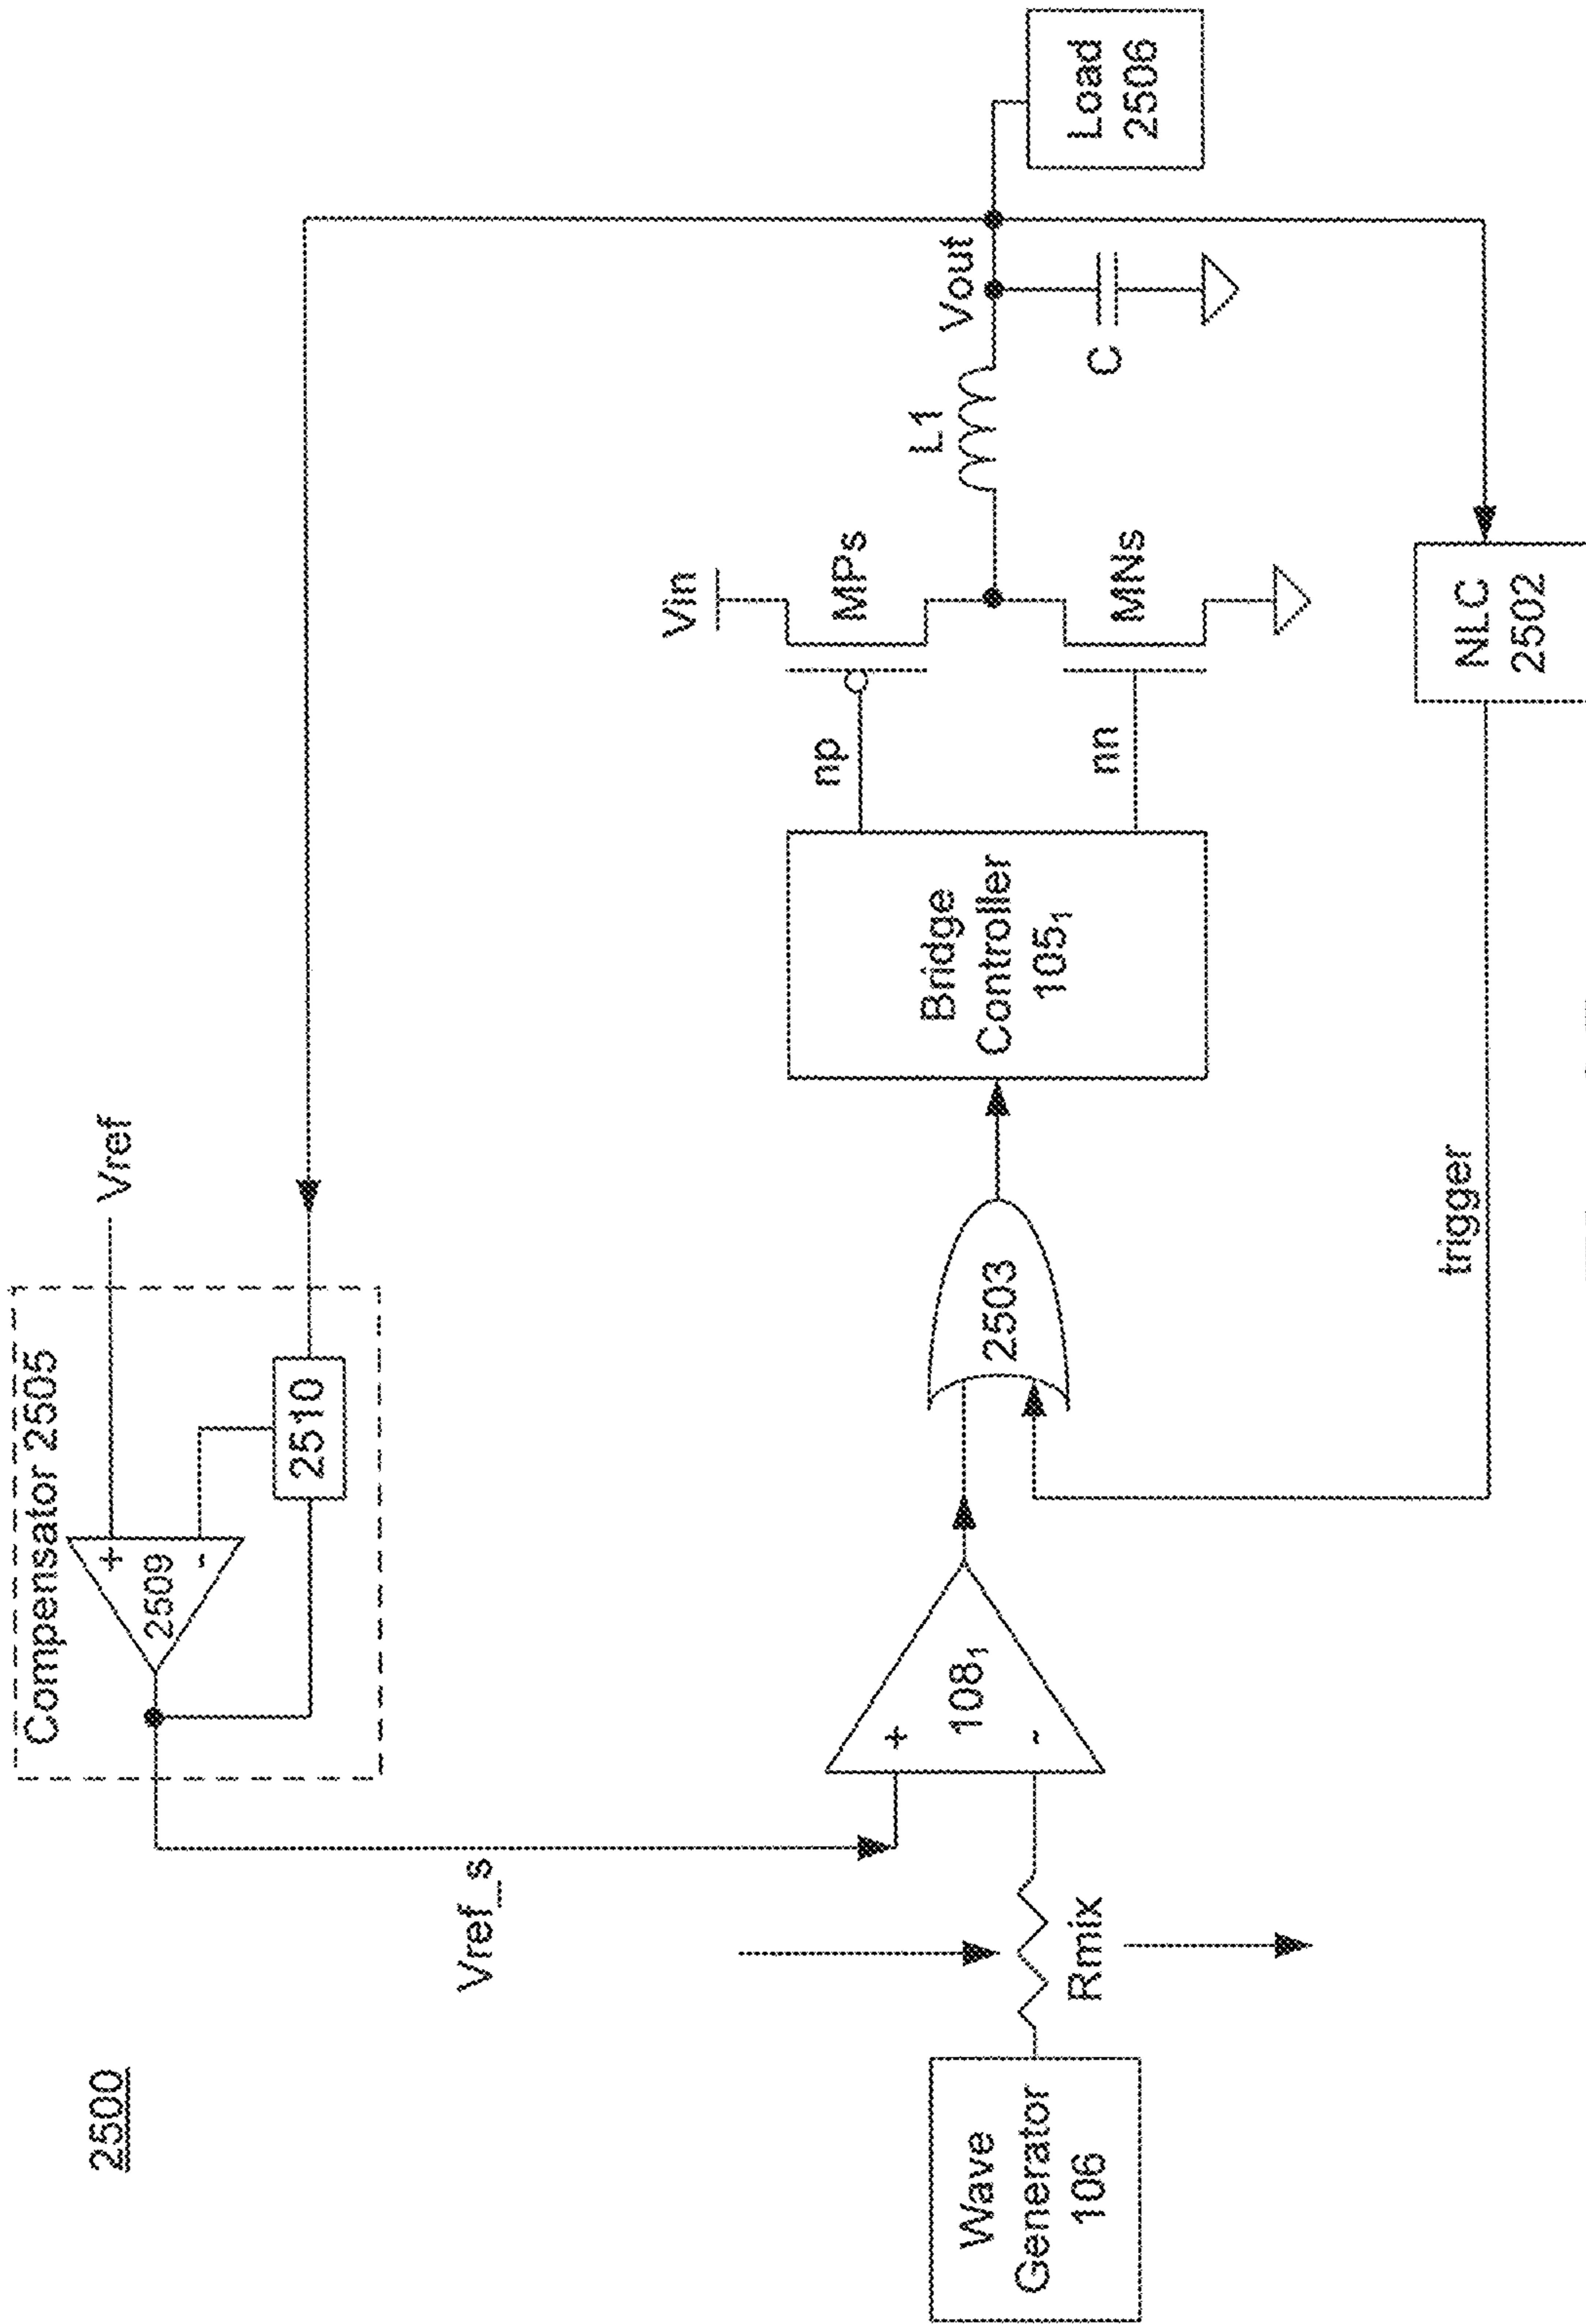 2500
Compensator 2505
Vref
+
-
2509
2510
Vref_s
Wave
Generator
106
Rmix
+
-
108₁
2503
Bridge
Controller
105₁
np
nn
Vin
MPs
MNs
L1
Vout
C
Load
2506
NLC
2502
trigger